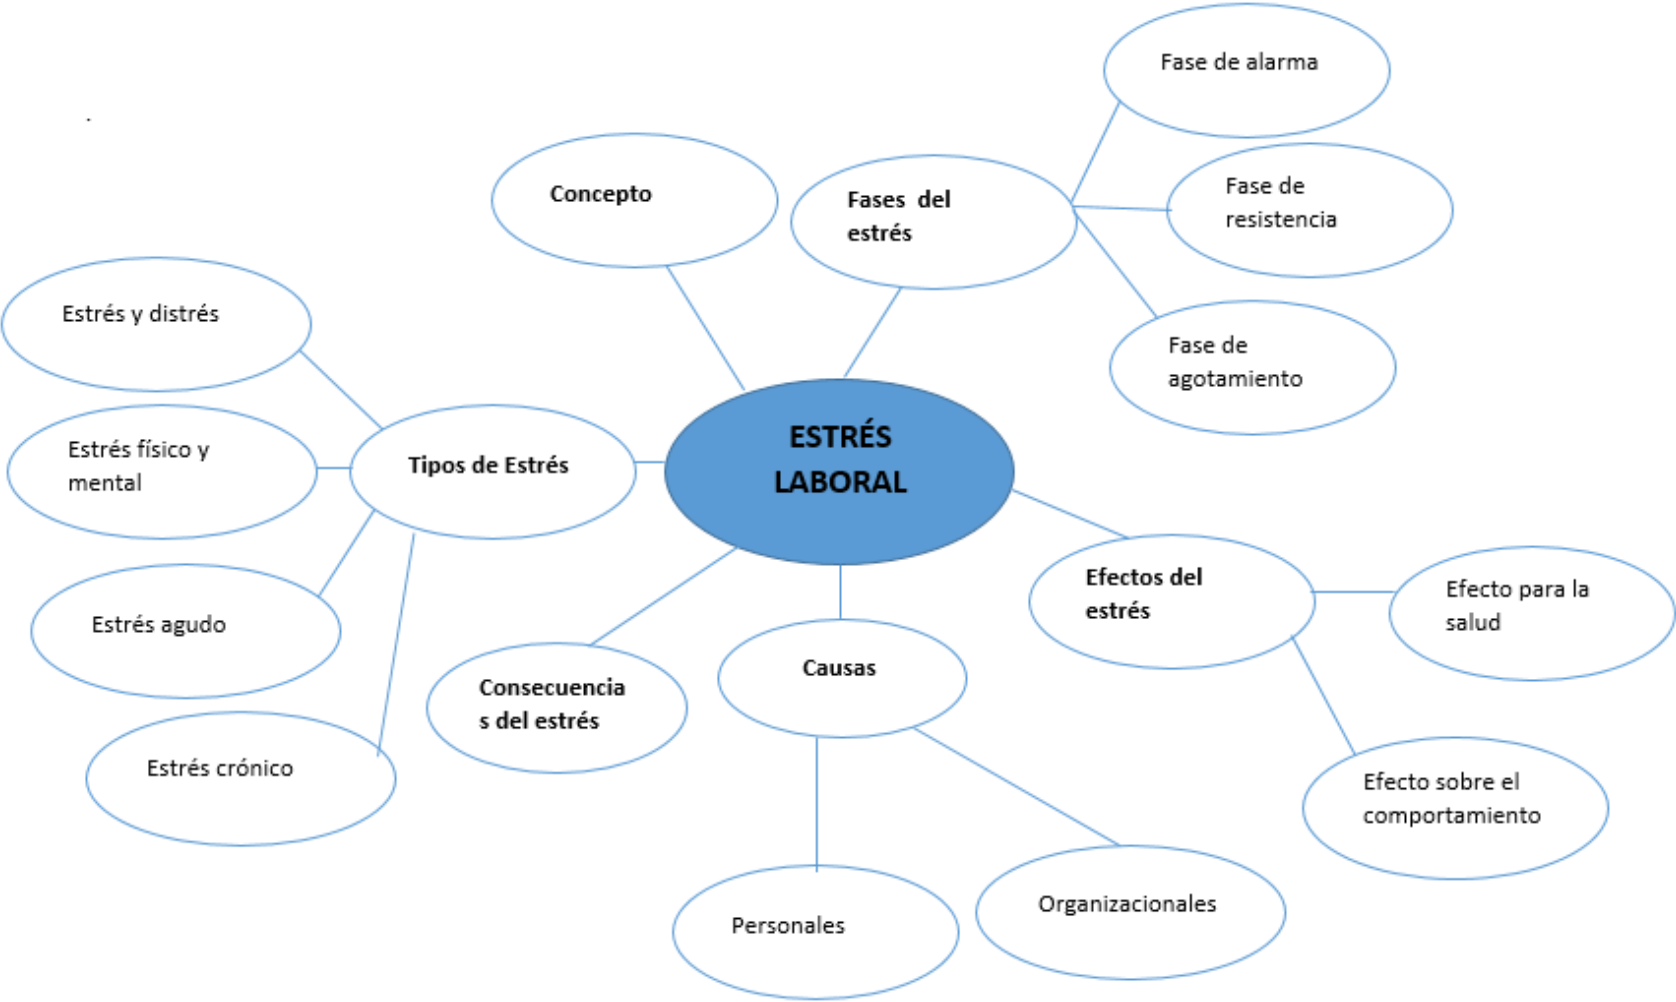 Fase de alarma
.
Concepto
Fases  del
estrés
Fase de
resistencia
Estrés y distrés
Fase de
agotamiento
ESTRÉS
LABORAL
Estrés físico y
mental
Tipos de Estrés
Efectos del
estrés
Efecto para la
salud
Estrés agudo
Consecuencia
s del estrés
Causas
Estrés crónico
Efecto sobre el
comportamiento
Personales
Organizacionales